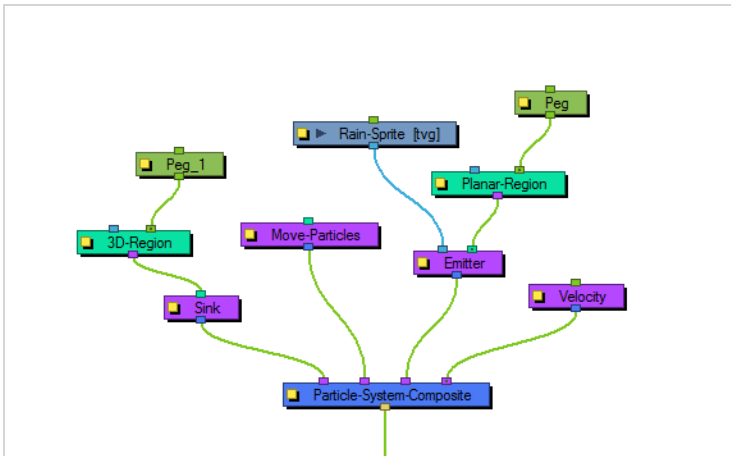 Peg
Rain-Sprite [tvg]
Peg_1
Planar-Region
3D-Region
Move-Particles
Emitter
Sink
Velocity
Particle-System-Composite